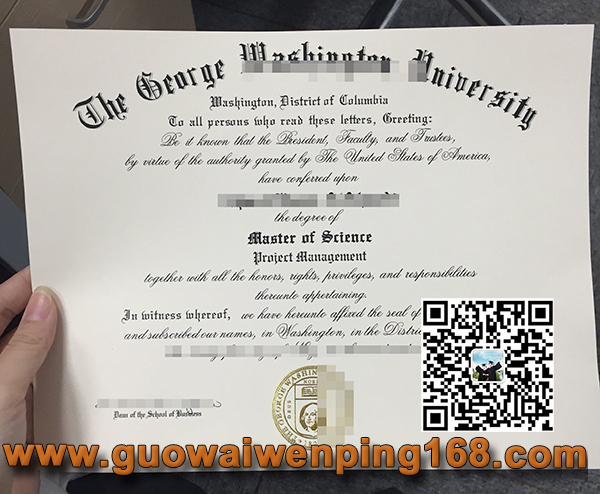 The George Washington University
Washington, District of Columbia
To all persons who read these letters, Greeting:
Be it known that the President, Faculty, and Trustees,
by virtue of the authority granted by The United States of America,
have conferred upon
the degree of
Master of Science
Project Management
together with all the honors, rights, privileges, and responsibilities
thereunto appertaining.
In witness whereof, we have hereunto affixed the seal of
and subscribed our names, in Washington, in the Distri
THE GEORGE WASHING
Dean of the School of Business
www.guowaiwenping168.com